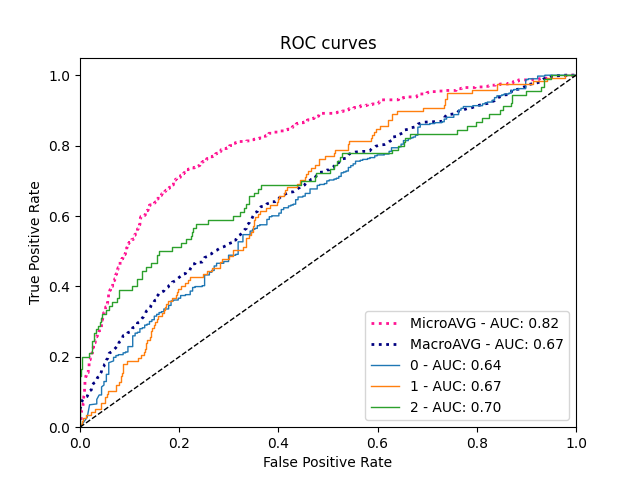 ROC curves
True Positive Rate
1.0
0.8
0.6
0.4
0.2
0.0
MicroAVG - AUC: 0.82
MacroAVG - AUC: 0.67
0 - AUC: 0.64
1 - AUC: 0.67
2 - AUC: 0.70
0.0 0.2 0.4 0.6 0.8 1.0
False Positive Rate